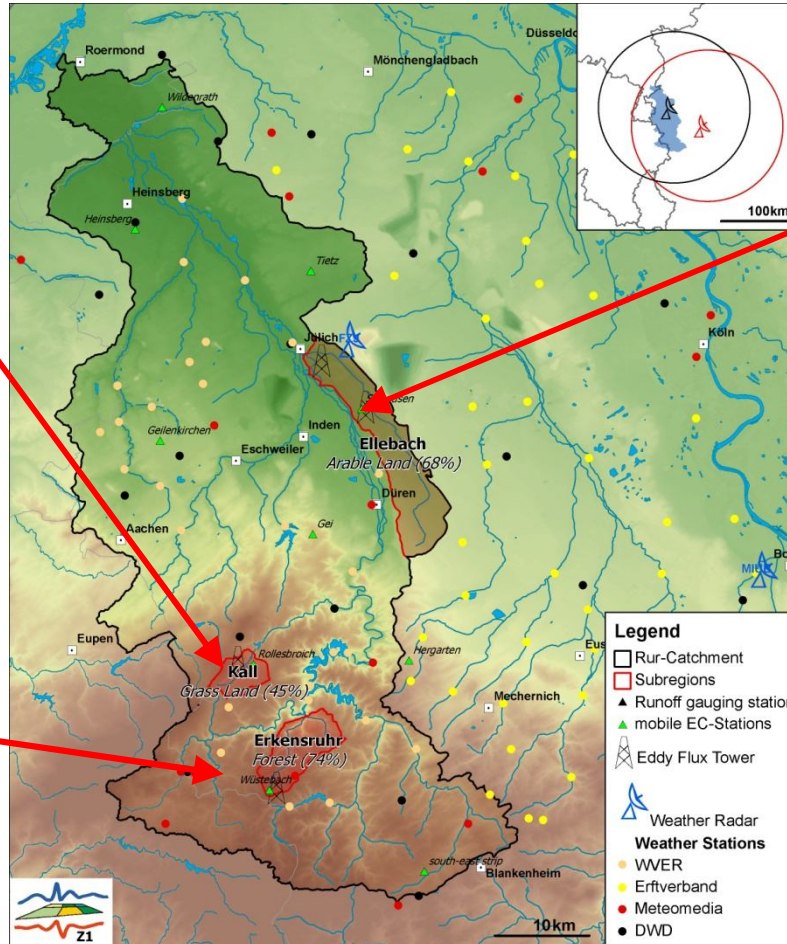 Düsseldo
Roermond
Mönchengladbach
Wildenrath
100km
Heinsberg
Heinsberg
Tietz
Köln
Jülich
Inden
Geilenkirchen
Eschweiler
Ellebach
Arable Land (68%)
Düren
Aachen
Gei
Bo
MIUB
Eupen
Rollesbroich
Kall
Grass Land (45%)
Hergarten
Eus
Mechernich
Erkensruhr
Forest (74%)
Wüstebach
south-east strip
Blankenheim
10km
Z1
Legend
Rur-Catchment
Subregions
Runoff gauging station
mobile EC-Stations
Eddy Flux Tower
Weather Radar
Weather Stations
WVER
Erftverband
Meteomedia
DWD